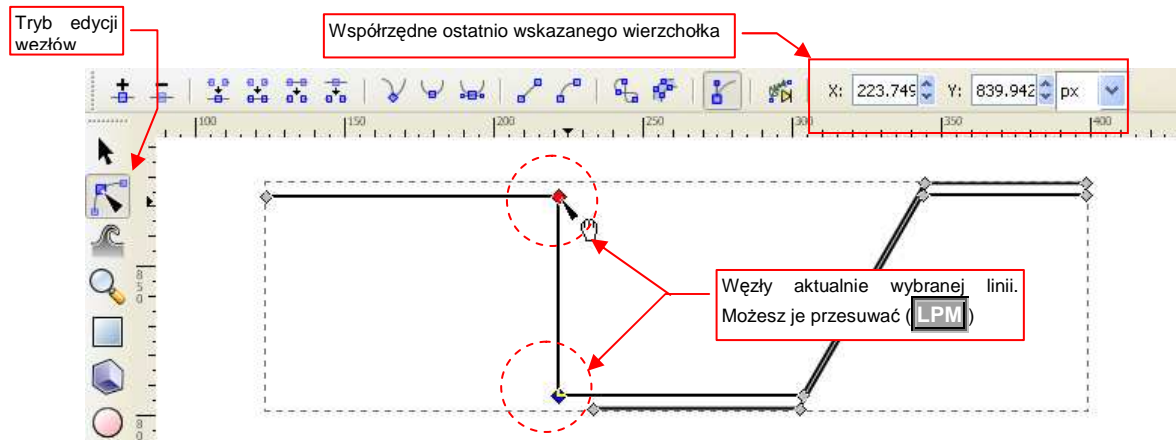 Tryb edycji
węzłów
Współrzędne ostatnio wskazanego wierzchołka
X: 223.749 Y: 839.942 px
100 150 200 250 300 350 400
Węzły aktualnie wybranej linii.
Możesz je przesuwać (LPM)
850